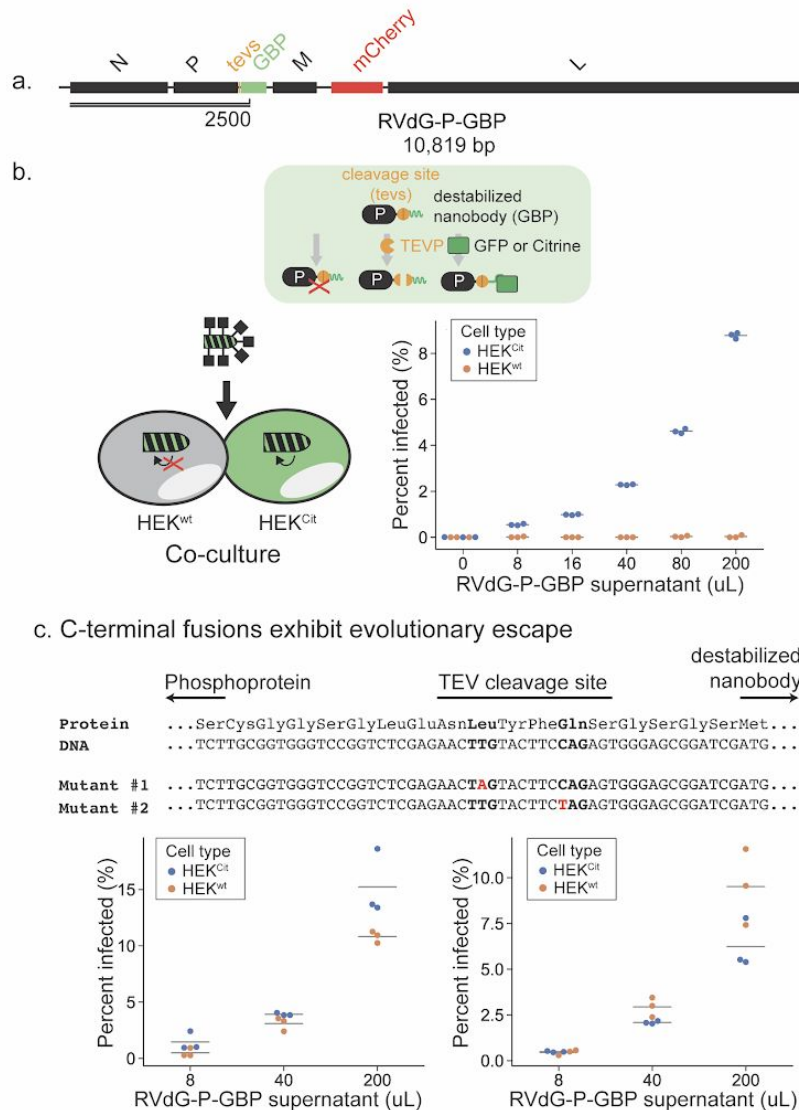 a.
N P tevs GBP M mCherry L
2500
RVdG-P-GBP
10,819 bp
b.
cleavage site
(tevs)
destabilized
nanobody (GBP)
P
TEVP
GFP or Citrine
P P P
HEKwt HEKCit
Co-culture
Percent infected (%)
Cell type
HEKCit
HEKwt
8
6
4
2
0
0 8 16 40 80 200
RVdG-P-GBP supernatant (uL)
c. C-terminal fusions exhibit evolutionary escape
Phosphoprotein TEV cleavage site destabilized
nanobody
Protein ...SerCysGlyGlySerGlyLeuGluAsnLeuTyrPheGlnSerGlySerGlySerMet...
DNA ...TCTTGCGGTGGGTCCGGTCTCGAGAACTTGTACTTCCAGAGTGGGAGCGGATCGATG...
Mutant #1 ...TCTTGCGGTGGGTCCGGTCTCGAGAACTAGTACTTCCAGAGTGGGAGCGGATCGATG...
Mutant #2 ...TCTTGCGGTGGGTCCGGTCTCGAGAACTTGTACTTCTAGAGTGGGAGCGGATCGATG...
Percent infected (%)
Cell type
HEKCit
HEKwt
15
10
5
0
8 40 200
RVdG-P-GBP supernatant (uL)
Percent infected (%)
Cell type
HEKCit
HEKwt
10.0
7.5
5.0
2.5
0.0
8 40 200
RVdG-P-GBP supernatant (uL)